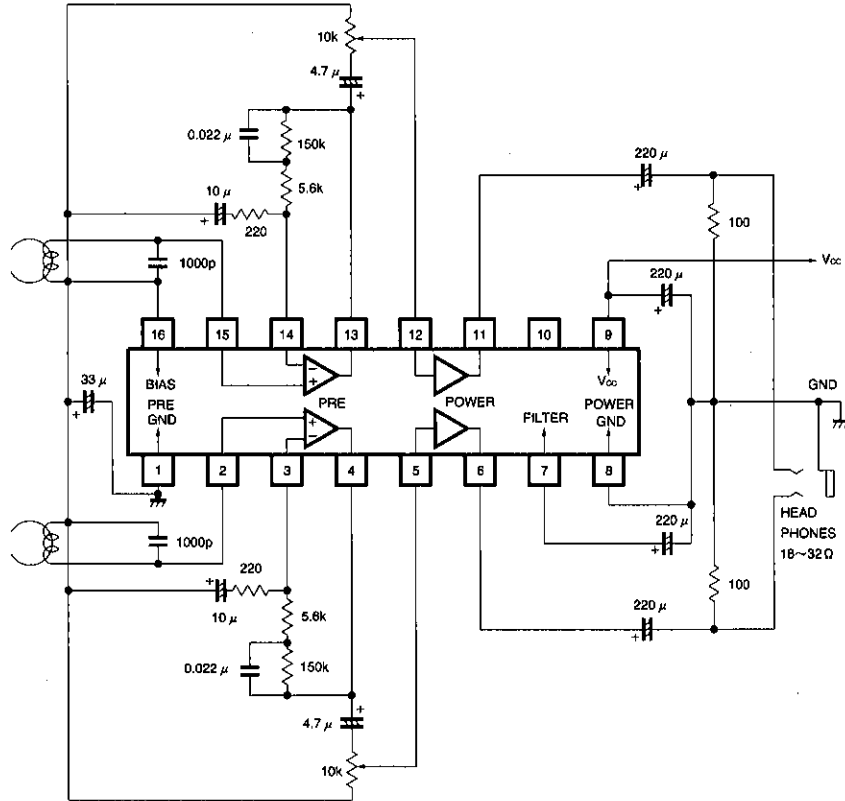 10k
4.7 μ
+
0.022 μ
150k
5.6k
10 μ
+
220
1000p
220 μ
+
100
VCC
220 μ
+
16 15 14 13 12 11 10 9
BIAS
PRE
GND
−
+
PRE
POWER
FILTER
VCC
POWER
GND
+
−
1 2 3 4 5 6 7 8
33 μ
+
GND
HEAD
PHONES
18~32Ω
1000p
220
+
10 μ
5.6k
0.022 μ
150k
+
4.7 μ
10k
220 μ
+
100
220 μ
+